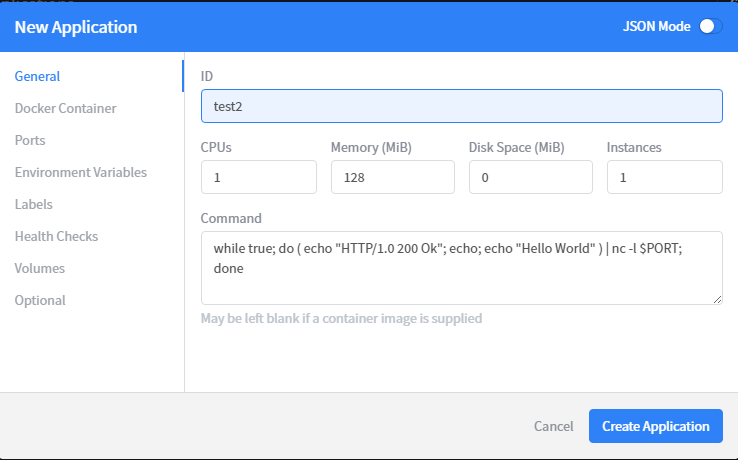 New Application
JSON Mode
General
Docker Container
Ports
Environment Variables
Labels
Health Checks
Volumes
Optional
ID
test2
CPUs
Memory (MiB)
Disk Space (MiB)
Instances
1
128
0
1
Command
while true; do ( echo "HTTP/1.0 200 Ok"; echo; echo "Hello World" ) | nc -l $PORT;
done
May be left blank if a container image is supplied
Cancel
Create Application